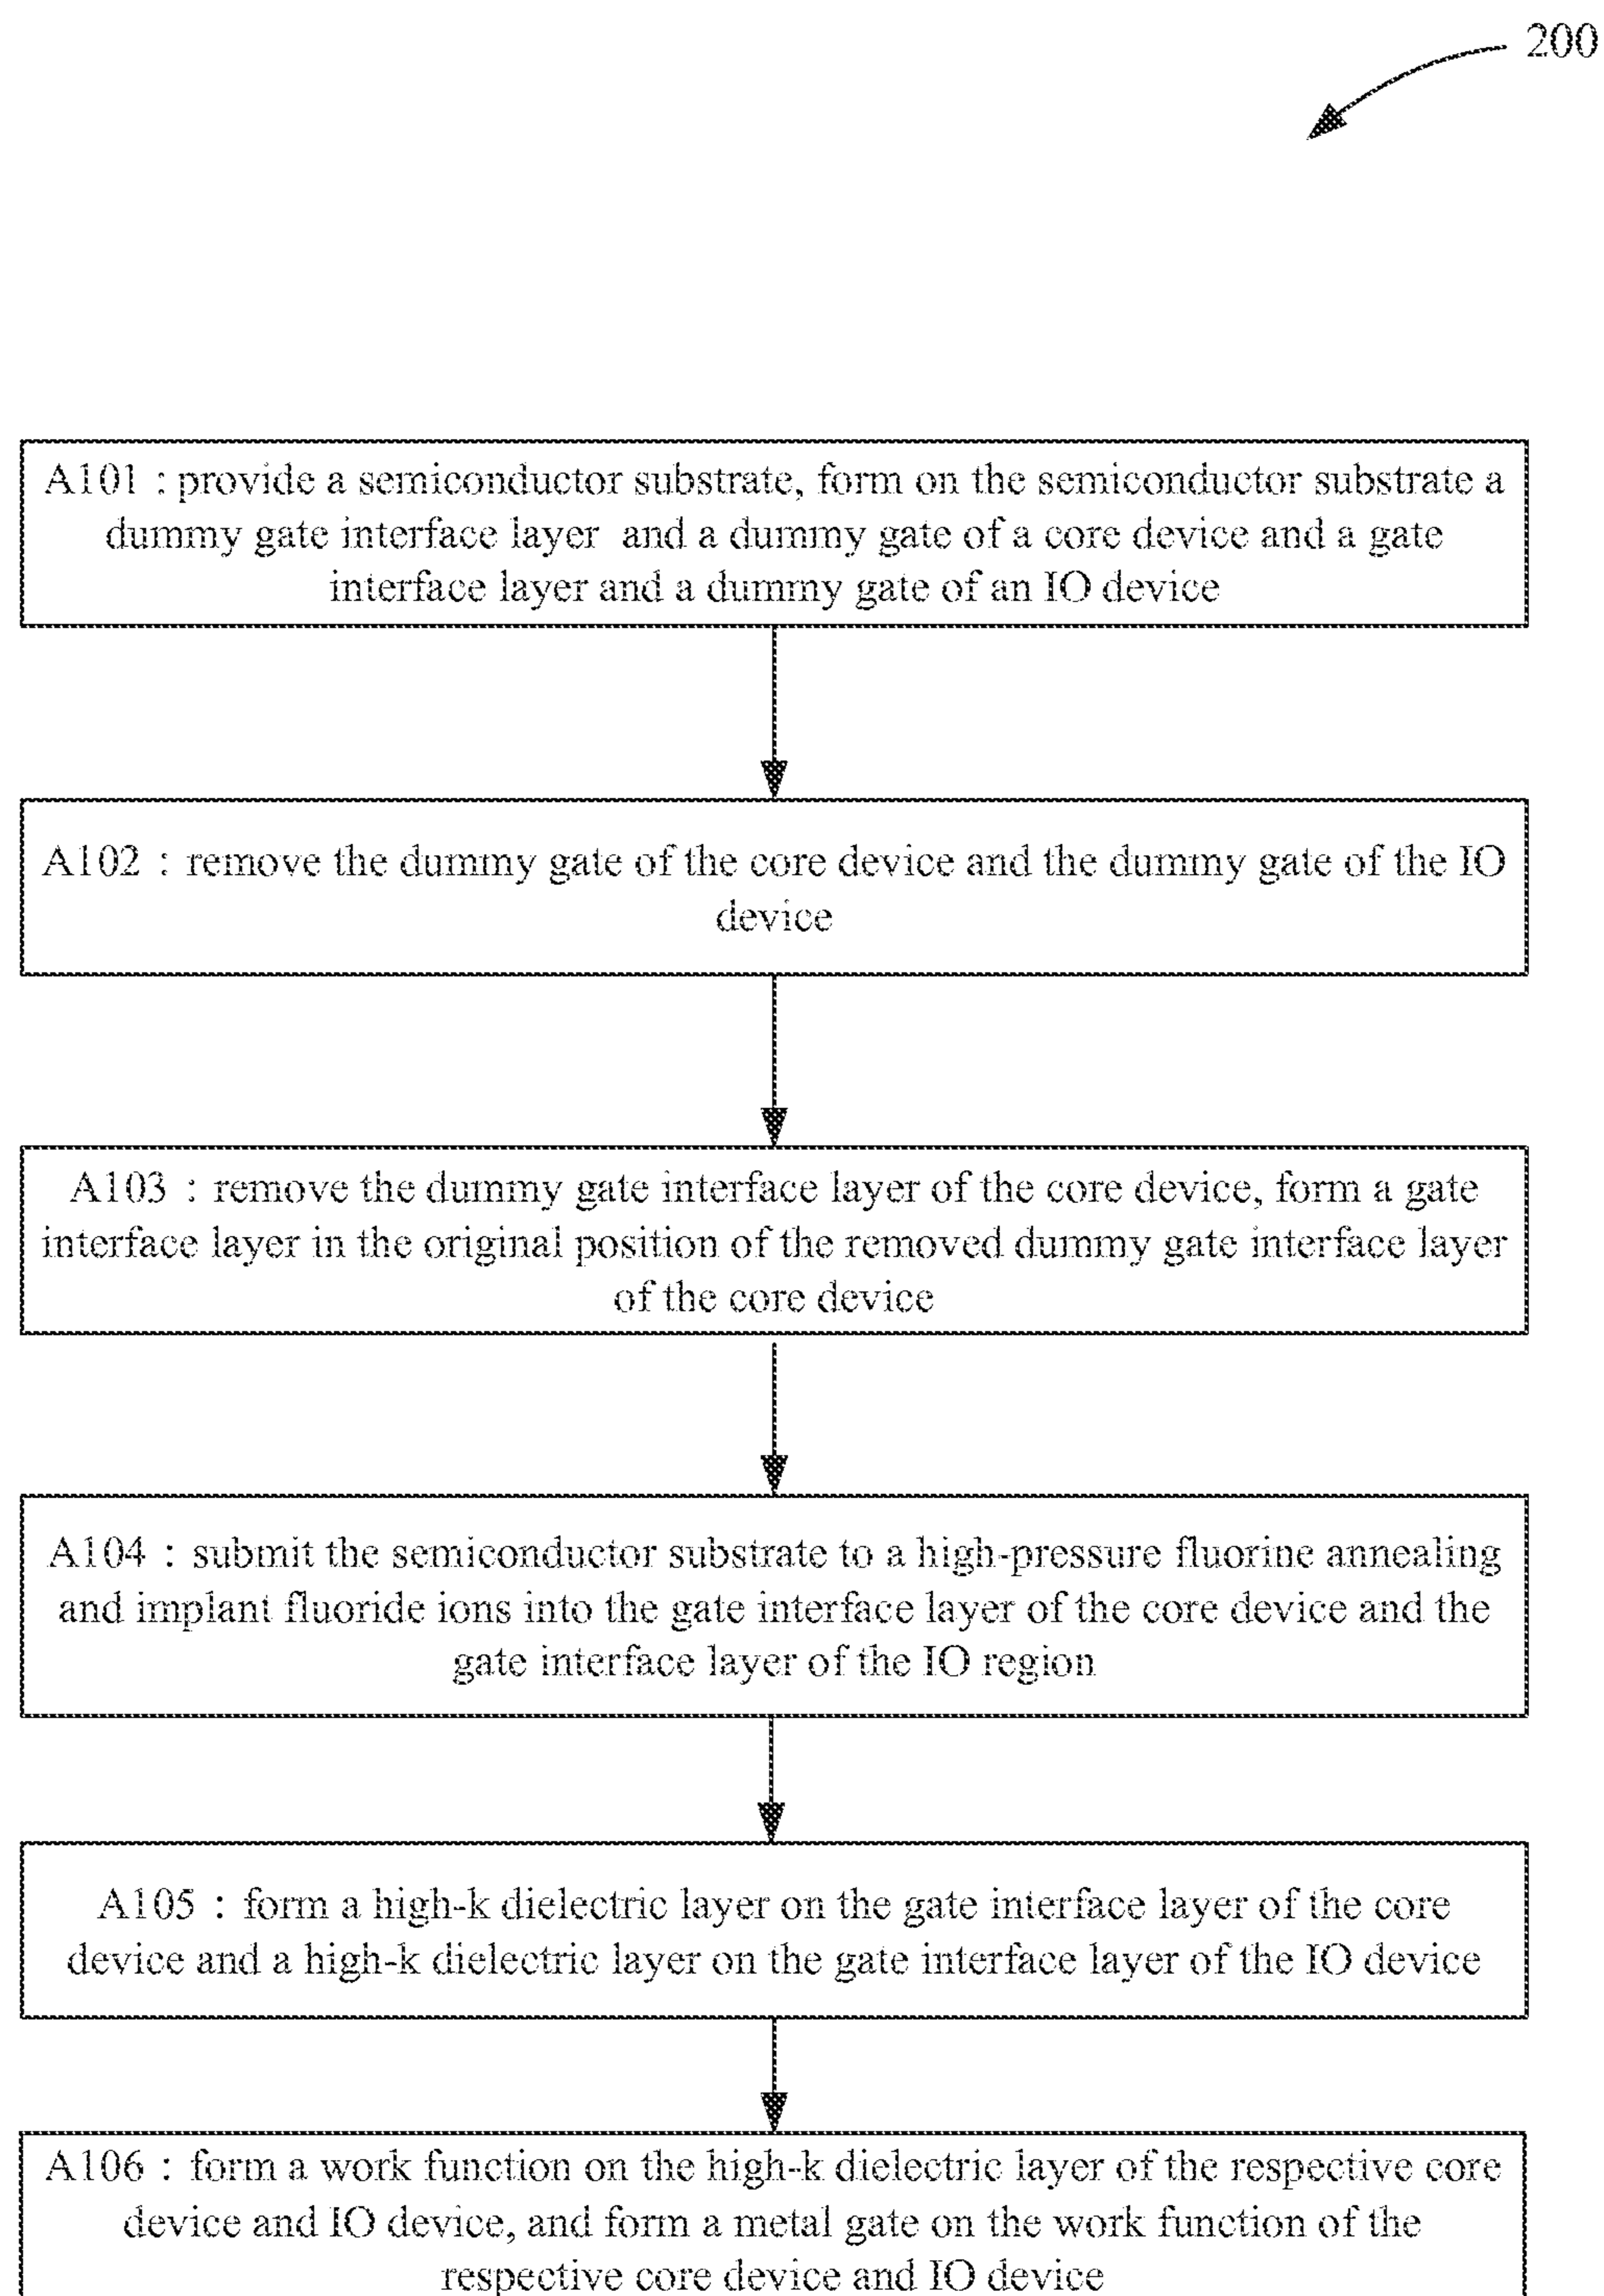 200
A101 : provide a semiconductor substrate, form on the semiconductor substrate a
dummy gate interface layer and a dummy gate of a core device and a gate
interface layer and a dummy gate of an IO device
A102 : remove the dummy gate of the core device and the dummy gate of the IO
device
A103 : remove the dummy gate interface layer of the core device, form a gate
interface layer in the original position of the removed dummy gate interface layer
of the core device
A104 : submit the semiconductor substrate to a high-pressure fluorine annealing
and implant fluoride ions into the gate interface layer of the core device and the
gate interface layer of the IO region
A105 : form a high-k dielectric layer on the gate interface layer of the core
device and a high-k dielectric layer on the gate interface layer of the IO device
A106 : form a work function on the high-k dielectric layer of the respective core
device and IO device, and form a metal gate on the work function of the
respective core device and IO device